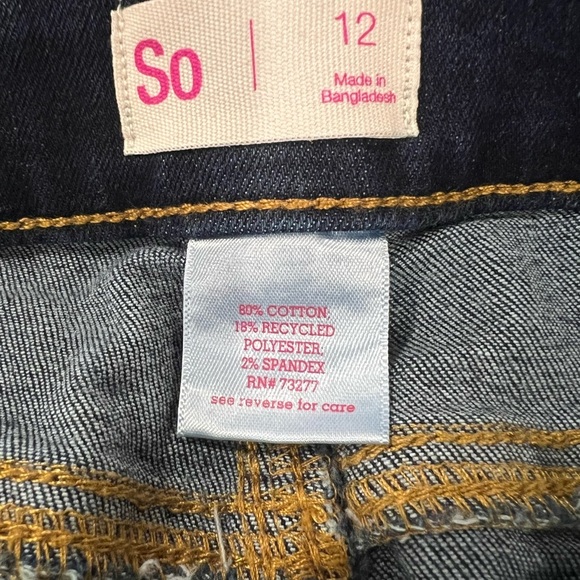 So
12
Made in
Bangladesh
80% COTTON,
18% RECYCLED
POLYESTER,
2% SPANDEX
RN# 73277
see reverse for care